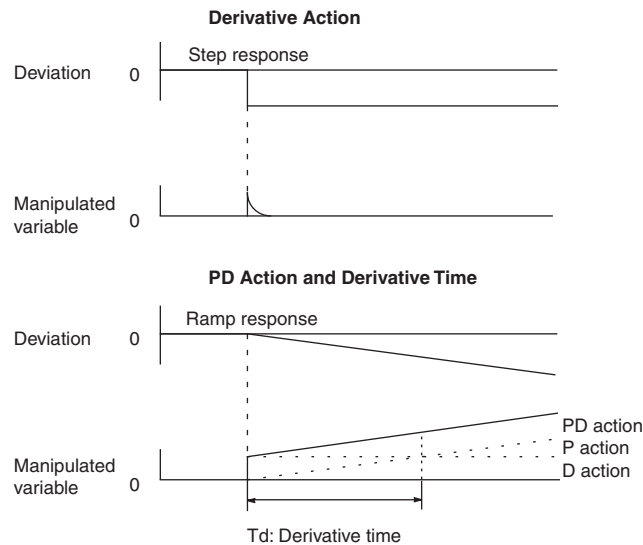 Derivative Action
Step response
Deviation 0
Manipulated
variable 0
PD Action and Derivative Time
Ramp response
Deviation 0
PD action
P action
Manipulated
variable 0
D action
Td: Derivative time